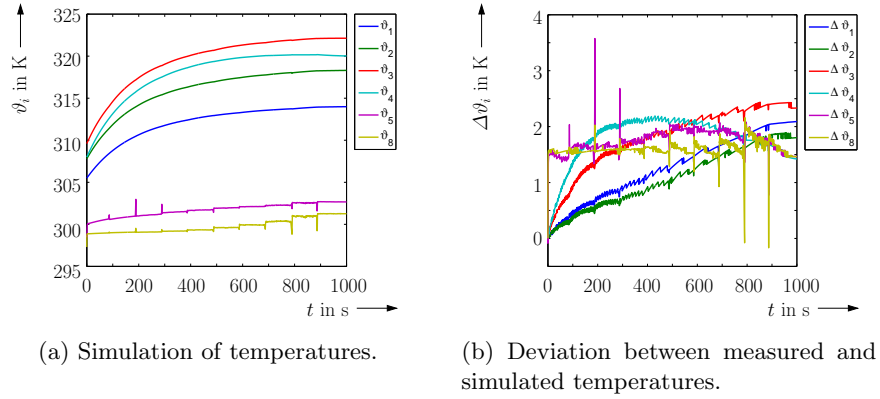 325
320
315
310
305
300
295
ϑi in K
0 200 400 600 800 1000
t in s
ϑ1
ϑ2
ϑ3
ϑ4
ϑ5
ϑ8
(a) Simulation of temperatures.
4
3
2
1
0
Δϑi in K
0 200 400 600 800 1000
t in s
Δ ϑ1
Δ ϑ2
Δ ϑ3
Δ ϑ4
Δ ϑ5
Δ ϑ8
(b) Deviation between measured and
simulated temperatures.